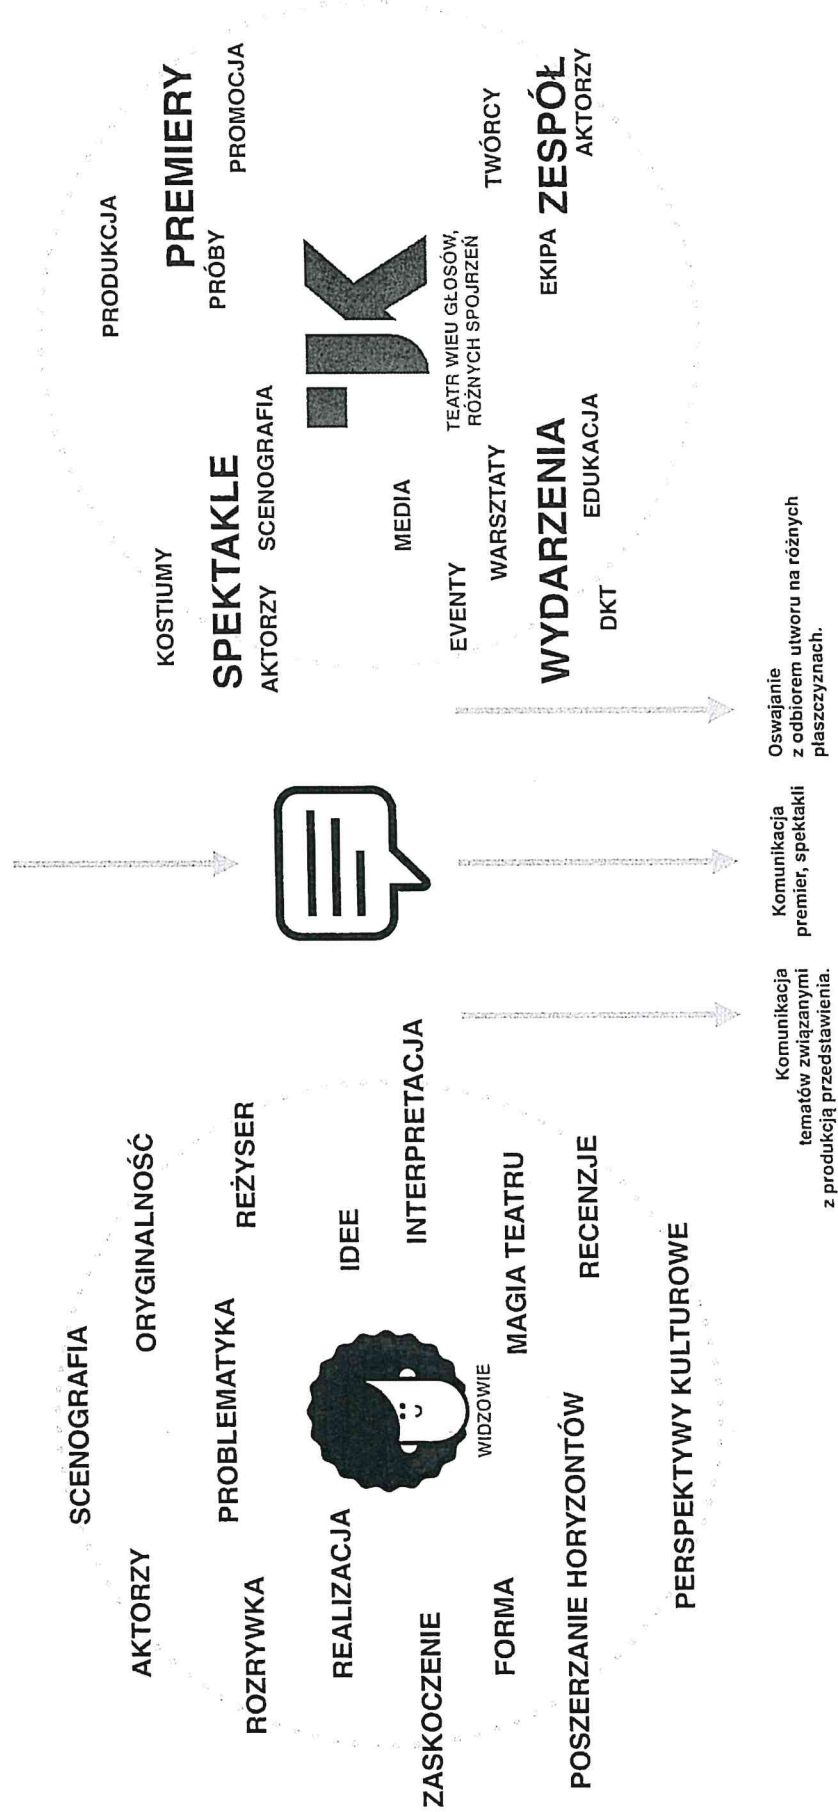 SCENOGRAFIA
AKTORZY
ORYGINALNOŚĆ
PROBLEMATYKA
ROZRYWKA
REŻYSER
REALIZACJA
IDEE
ZASKOCZENIE
INTERPRETACJA
WIDZOWIE
FORMA
MAGIA TEATRU
POSZERZANIE HORYZONTÓW
RECENZJE
PERSPEKTYWY KULTUROWE
PRODUKCJA
KOSTIUMY
PREMIERY
PRÓBY
PROMOCJA
SPEKTAKLE
AKTORZY
SCENOGRAFIA
JK
MEDIA
TEATR WIEU GŁOSÓW,
RÓŻNYCH SPOJRZEŃ
EVENTY
WARSZTATY
TWÓRCY
WYDARZENIA
EKIPA
ZESPÓŁ
DKT
EDUKACJA
AKTORZY
Komunikacja
tematów związanymi
z produkcją przedstawienia.
Komunikacja
premier, spektakli
Oswajanie
z odbiorem utworu na różnych
płaszczyznach.